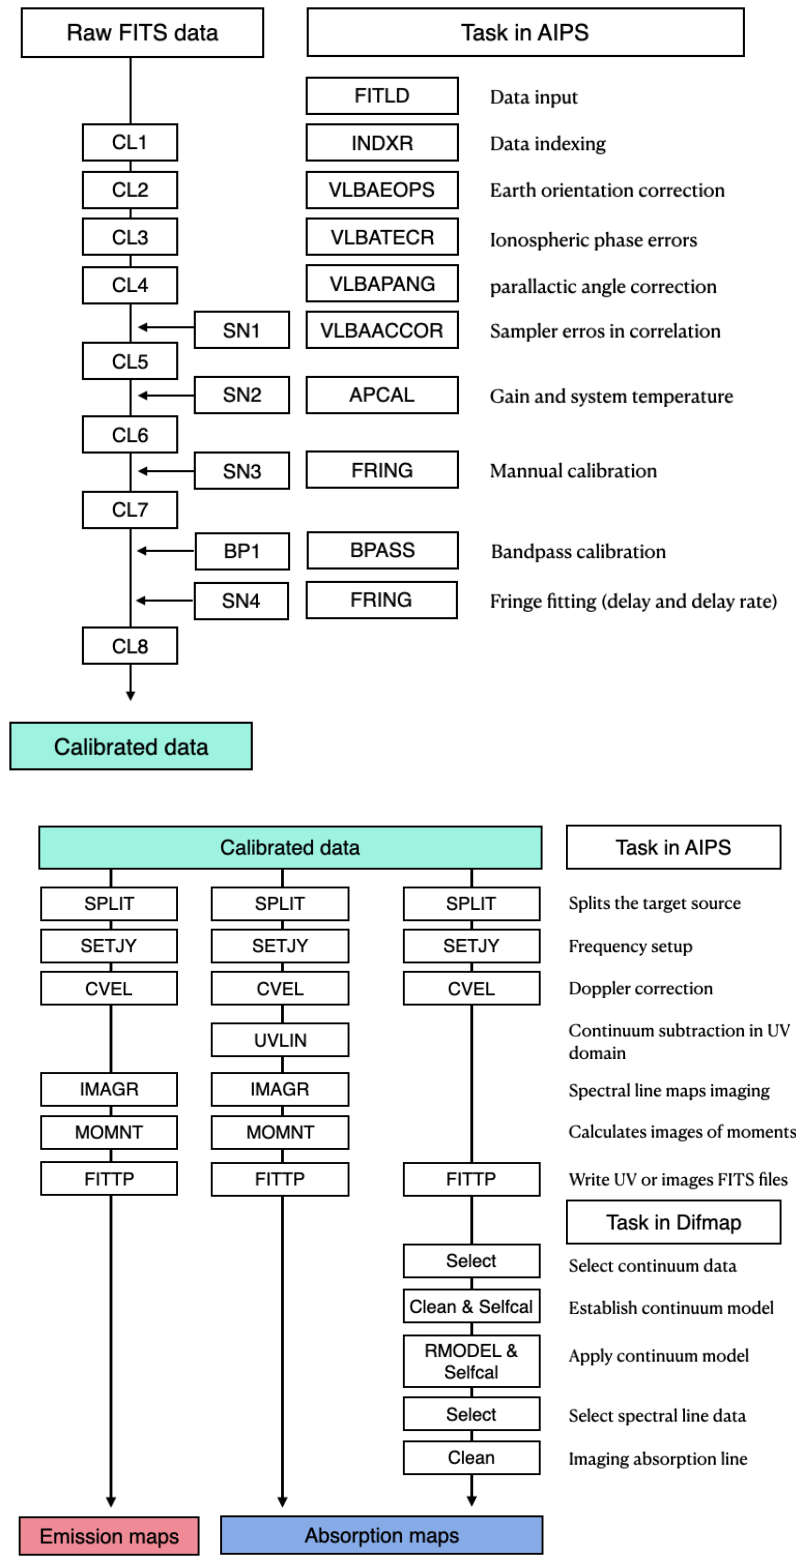 Raw FITS data
Task in AIPS
FITLD
Data input
CL1
INDXR
Data indexing
CL2
VLBAEOPS
Earth orientation correction
CL3
VLBATECR
Ionospheric phase errors
CL4
VLBAPANG
parallactic angle correction
SN1
VLBAACCOR
Sampler erros in correlation
CL5
SN2
APCAL
Gain and system temperature
CL6
SN3
FRING
Mannual calibration
CL7
BP1
BPASS
Bandpass calibration
SN4
FRING
Fringe fitting (delay and delay rate)
CL8
Calibrated data
Calibrated data
Task in AIPS
SPLIT
SPLIT
SPLIT
Splits the target source
SETJY
SETJY
SETJY
Frequency setup
CVEL
CVEL
CVEL
Doppler correction
UVLIN
Continuum subtraction in UV
domain
IMAGR
IMAGR
Spectral line maps imaging
MOMNT
MOMNT
Calculates images of moments
FITTP
FITTP
FITTP
Write UV or images FITS files
Task in Difmap
Select
Select continuum data
Clean & Selfcal
Establish continuum model
RMODEL &
Selfcal
Apply continuum model
Select
Select spectral line data
Clean
Imaging absorption line
Emission maps
Absorption maps